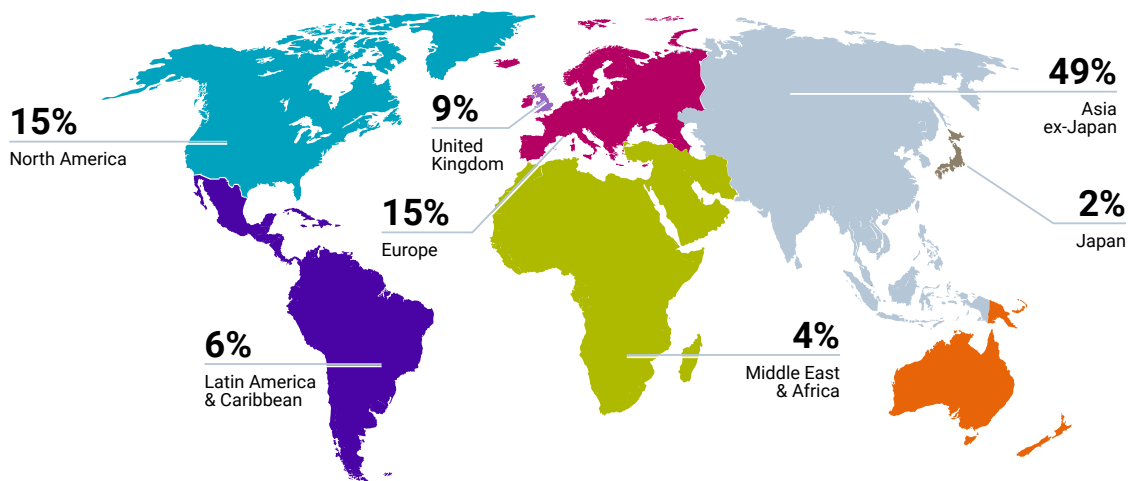 49%
Asia
ex-Japan
15%
North America
9%
United
Kingdom
2%
Japan
15%
Europe
6%
Latin America
& Caribbean
4%
Middle East
& Africa